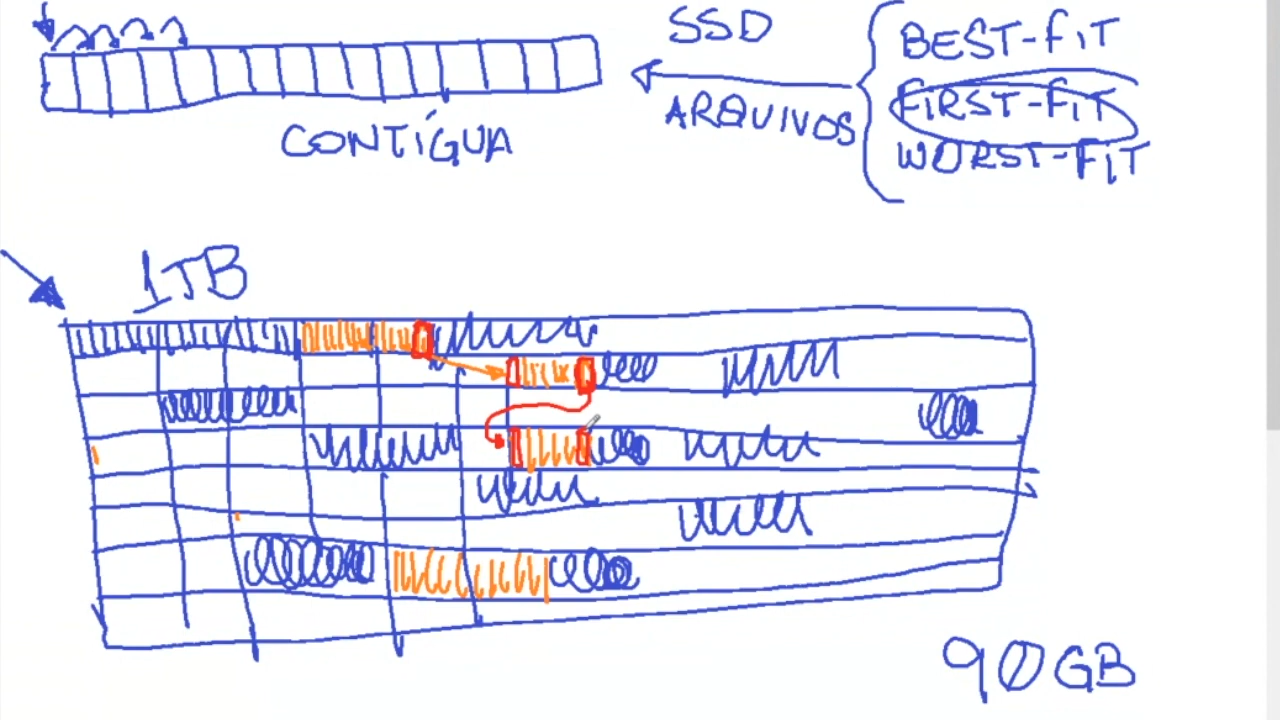 SSD
ARQUIVOS
BEST-FIT
FIRST-FIT
WORST-FIT
CONTÍGUA
1TB
90GB